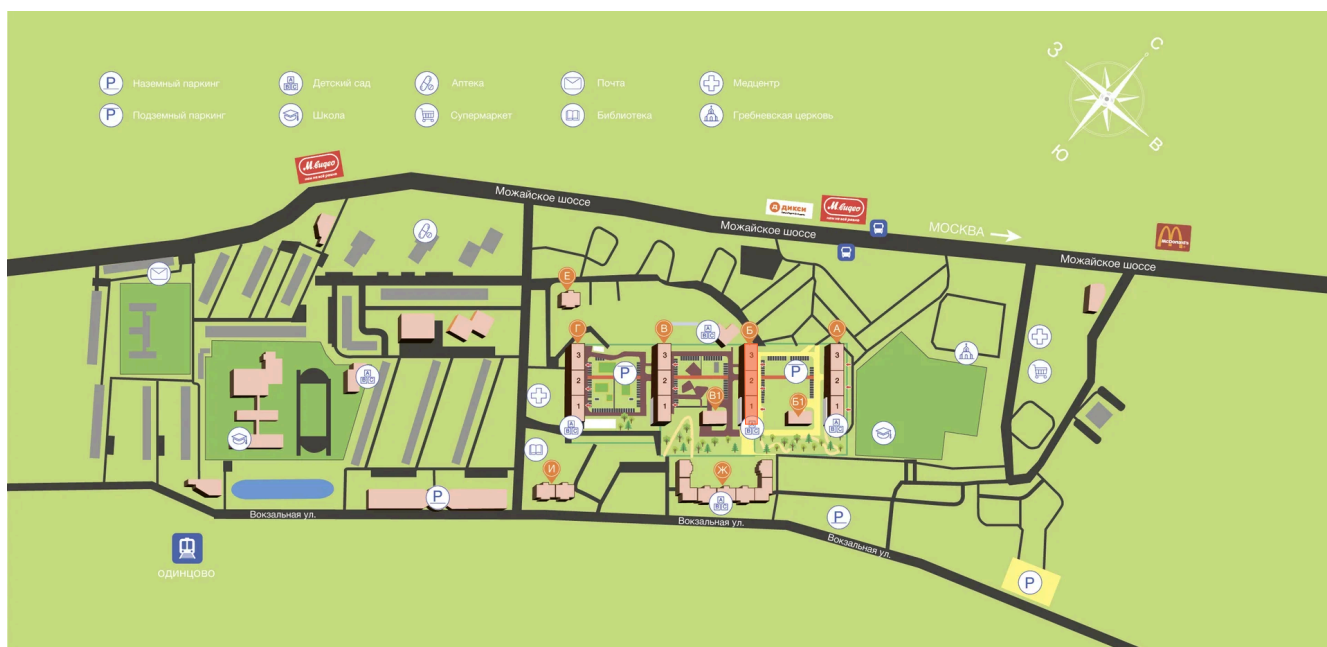 Наземный паркинг
Детский сад
Аптека
Почта
Медцентр
Подземный паркинг
Школа
Супермаркет
Библиотека
Гребневская церковь
С
З
В
Ю
М.видео
Можайское шоссе
Д ДИКСИ
М.видео
Можайское шоссе
МОСКВА
McDonald's
Можайское шоссе
Е
Г
В
Б
А
3
3
3
3
2
2
2
2
1
1
1
1
P
P
В1
Б1
И
Ж
P
Вокзальная ул.
Вокзальная ул.
P
Вокзальная ул.
P
ОДИНЦОВО